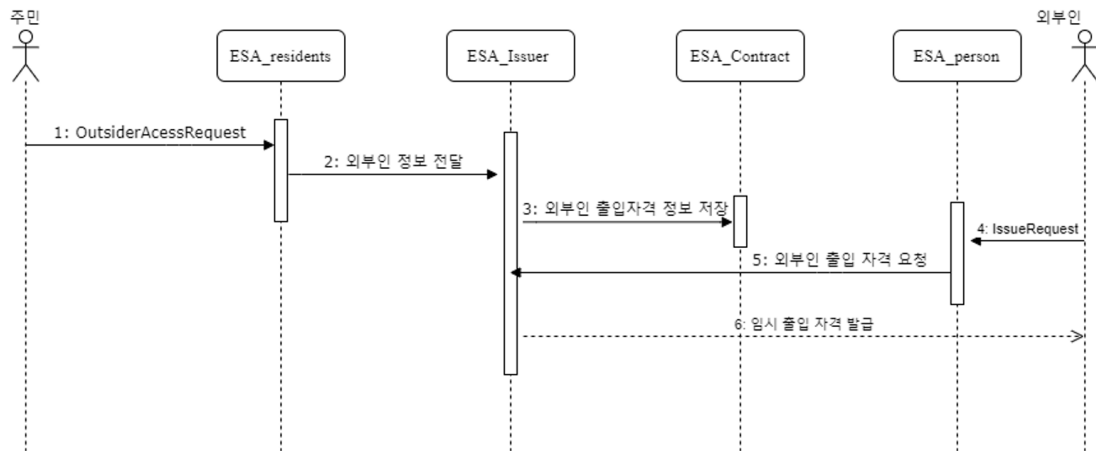 주민
외부인
ESA_residents
ESA_Issuer
ESA_Contract
ESA_person
1: OutsiderAcessRequest
2: 외부인 정보 전달
3: 외부인 출입자격 정보 저장
4: IssueRequest
5: 외부인 출입 자격 요청
6: 임시 출입 자격 발급